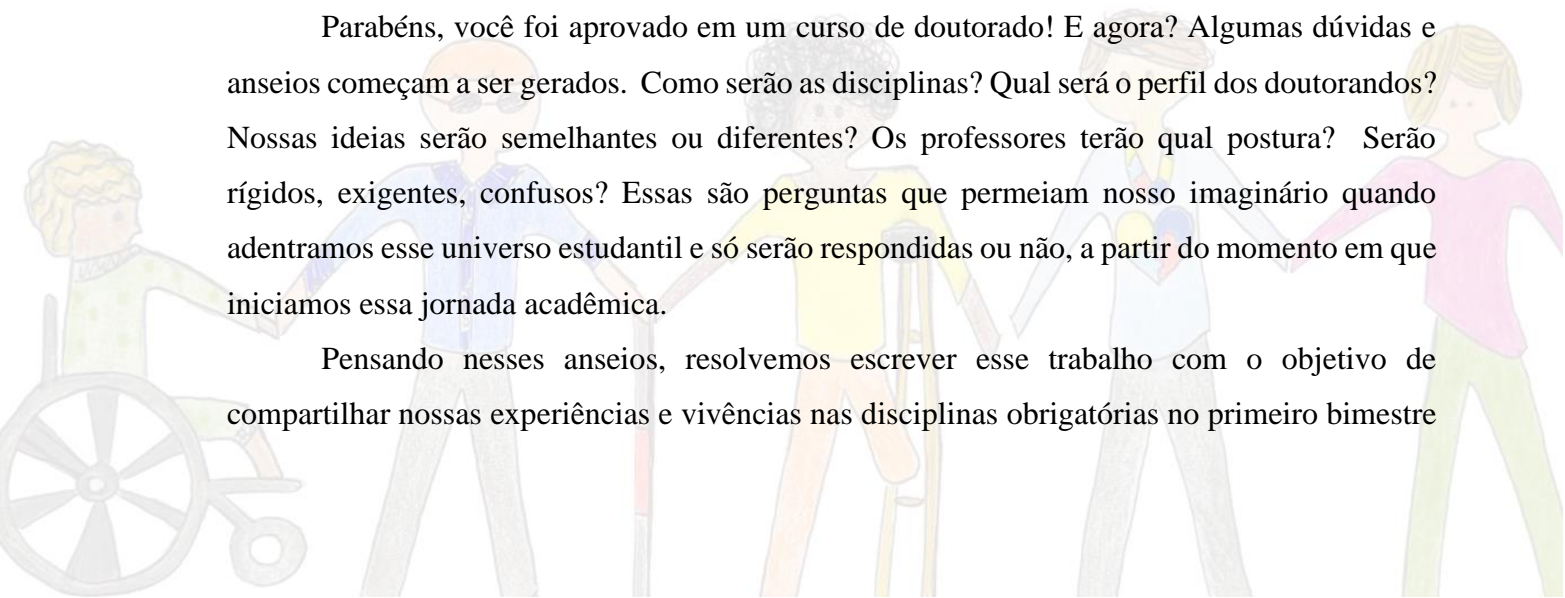 Parabéns, você foi aprovado em um curso de doutorado! E agora? Algumas dúvidas e
anseios começam a ser gerados. Como serão as disciplinas? Qual será o perfil dos doutorandos?
Nossas ideias serão semelhantes ou diferentes? Os professores terão qual postura? Serão
rígidos, exigentes, confusos? Essas são perguntas que permeiam nosso imaginário quando
adentramos esse universo estudantil e só serão respondidas ou não, a partir do momento em que
iniciamos essa jornada acadêmica.
Pensando nesses anseios, resolvemos escrever esse trabalho com o objetivo de
compartilhar nossas experiências e vivências nas disciplinas obrigatórias no primeiro bimestre